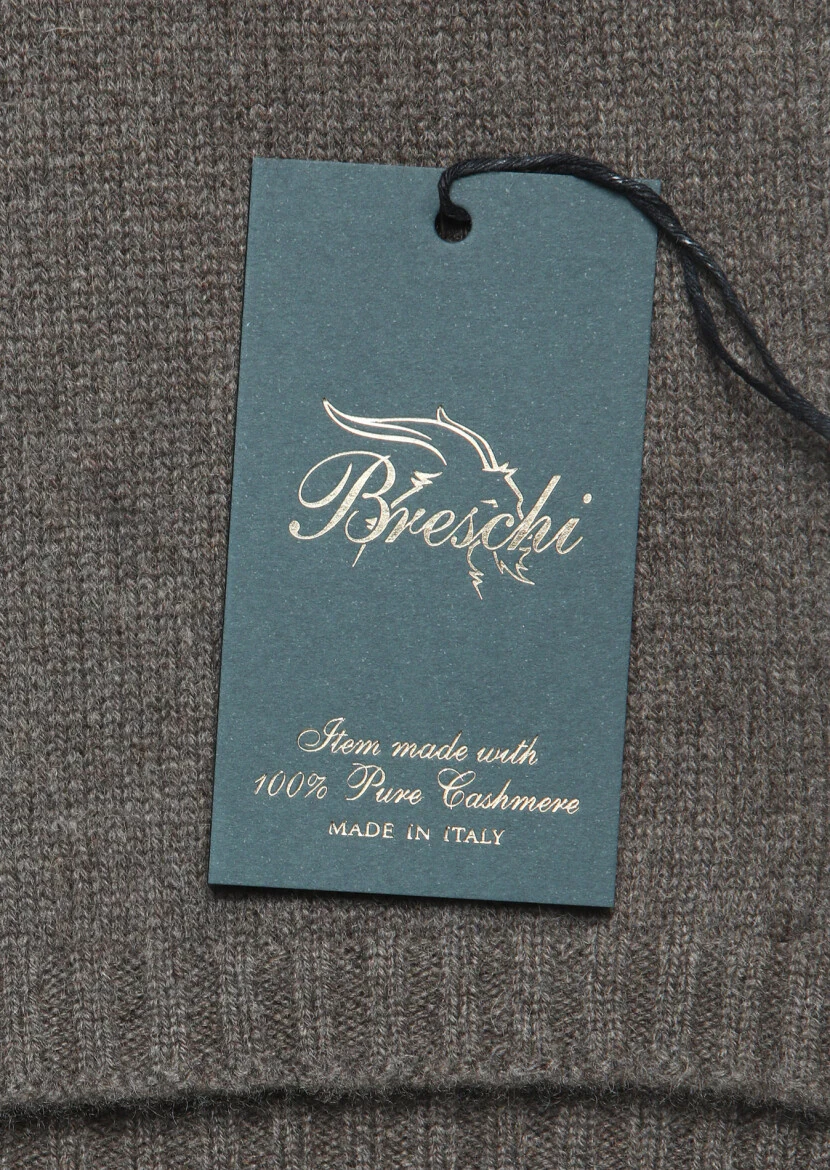 Breschi
Item made with
100% Pure Cashmere
MADE IN ITALY